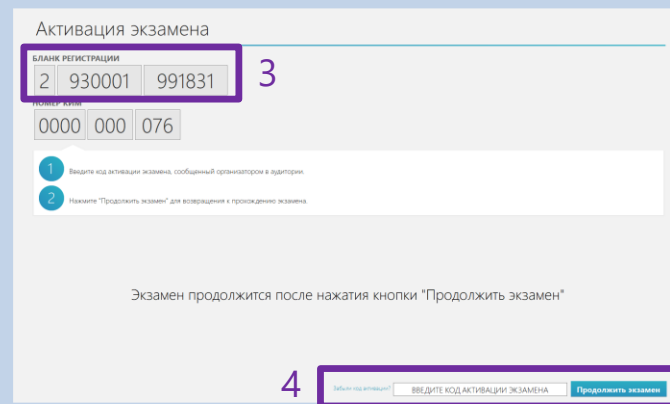 Активация экзамена
БЛАНК РЕГИСТРАЦИИ
2 930001 991831
3
НОМЕР КИМ
0000 000 076
1 Введите код активации экзамена, сообщенный организатором в аудитории.
2 Нажмите "Продолжить экзамен" для возвращения к прохождению экзамена.
Экзамен продолжится после нажатия кнопки "Продолжить экзамен"
4
Забыли код активации? ВВЕДИТЕ КОД АКТИВАЦИИ ЭКЗАМЕНА Продолжить экзамен